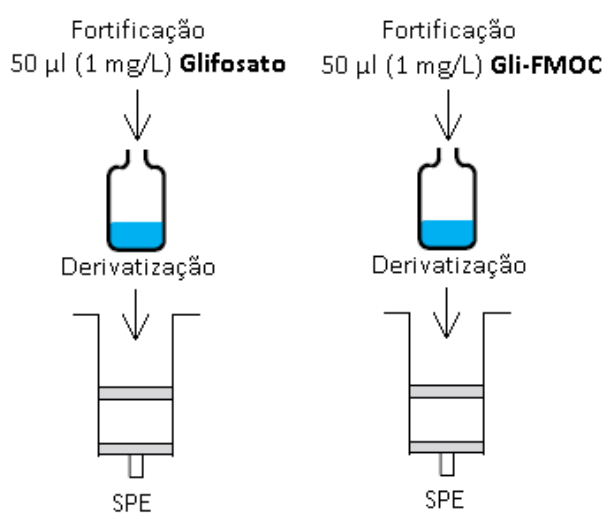 Fortificação
50 µl (1 mg/L) Glifosato
Derivatização
SPE
Fortificação
50 µl (1 mg/L) Gli-FMOC
Derivatização
SPE